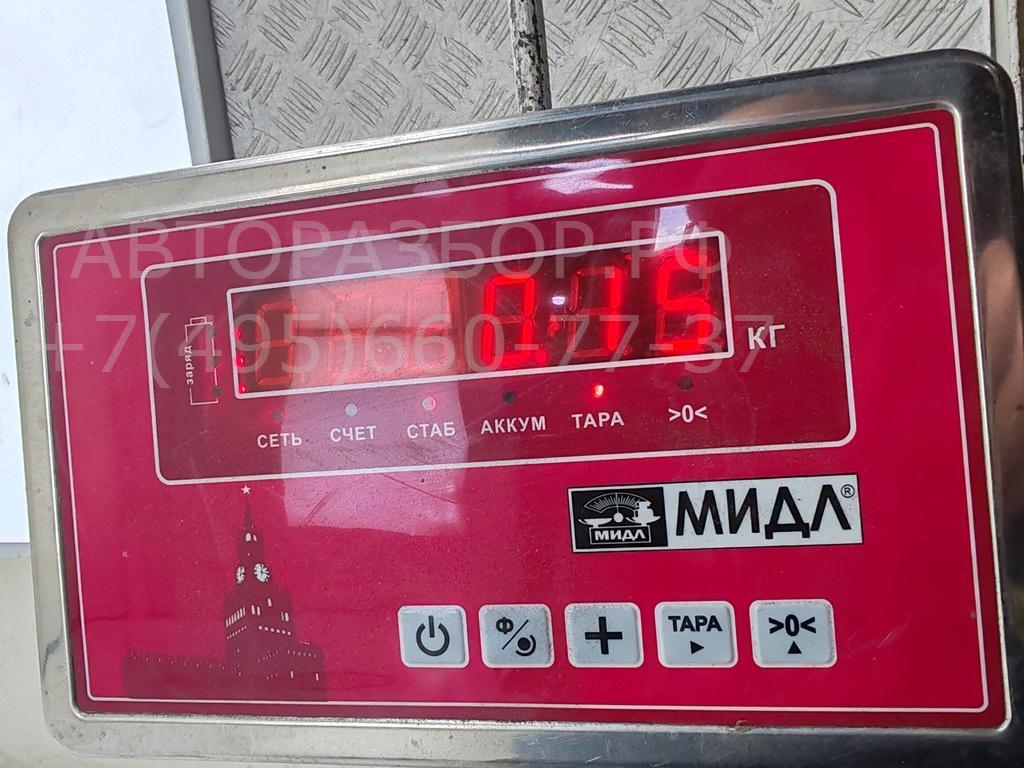 АВТОРАЗБОР.РФ
+7(495)660-77-37
0.15
КГ
заряд
СЕТЬ СЧЕТ СТАБ АККУМ ТАРА >0<
МИДЛ МИДЛ®
Ф ТАРА >0<